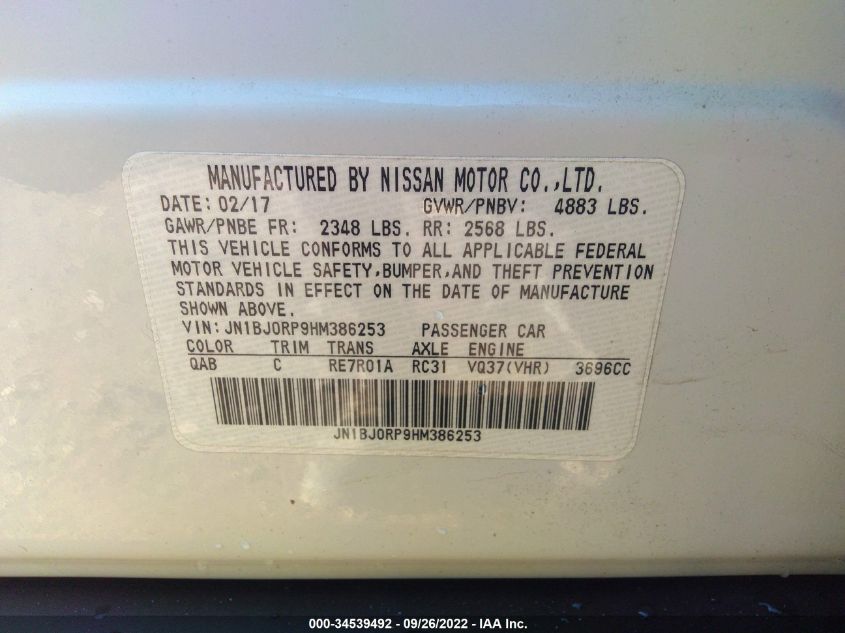 MANUFACTURED BY NISSAN MOTOR CO.,LTD.
DATE: 02/17 GVWR/PNBV: 4883 LBS.
GAWR/PNBE FR: 2348 LBS. RR: 2568 LBS.
THIS VEHICLE CONFORMS TO ALL APPLICABLE FEDERAL
MOTOR VEHICLE SAFETY,BUMPER,AND THEFT PREVENTION
STANDARDS IN EFFECT ON THE DATE OF MANUFACTURE
SHOWN ABOVE.
VIN: JN1BJ0RP9HM386253 PASSENGER CAR
COLOR TRIM TRANS AXLE ENGINE
QAB C RE7R01A RC31 VQ37(VHR) 3696CC
JN1BJ0RP9HM386253
000-34539492 - 09/26/2022 - IAA Inc.